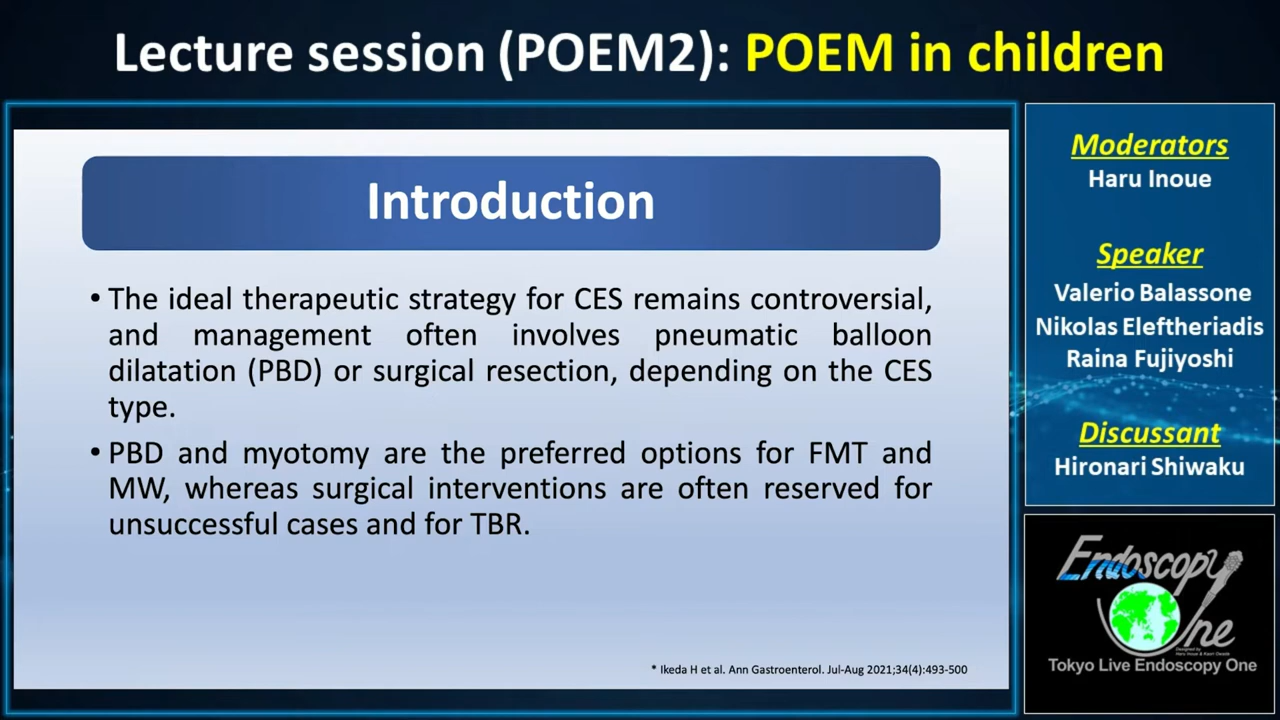 Lecture session (POEM2): POEM in children
Introduction
• The ideal therapeutic strategy for CES remains controversial,
and management often involves pneumatic balloon
dilatation (PBD) or surgical resection, depending on the CES
type.
• PBD and myotomy are the preferred options for FMT and
MW, whereas surgical interventions are often reserved for
unsuccessful cases and for TBR.
* Ikeda H et al. Ann Gastroenterol. Jul-Aug 2021;34(4):493-500
Moderators
Haru Inoue
Speaker
Valerio Balassone
Nikolas Eleftheriadis
Raina Fujiyoshi
Discussant
Hironari Shiwaku
Endoscopy
One
Tokyo Live Endoscopy One